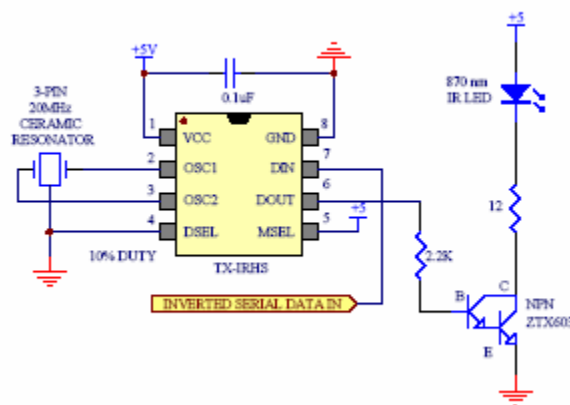 +5
+5V
870 nm
IR LED
0.1uF
3-PIN
20MHz
CERAMIC
RESONATOR
1 VCC GND 8
2 OSC1 DIN 7
3 OSC2 DOUT 6
4 DSEL MSEL 5
+5
12
10% DUTY
TX-IRHS
2.2K
INVERTED SERIAL DATA IN
B
C
E
NPN